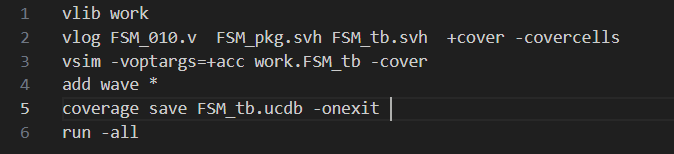 1 vlib work
2 vlog FSM_010.v  FSM_pkg.svh FSM_tb.svh  +cover -covercells
3 vsim -voptargs=+acc work.FSM_tb -cover
4 add wave *
5 coverage save FSM_tb.ucdb -onexit
6 run -all